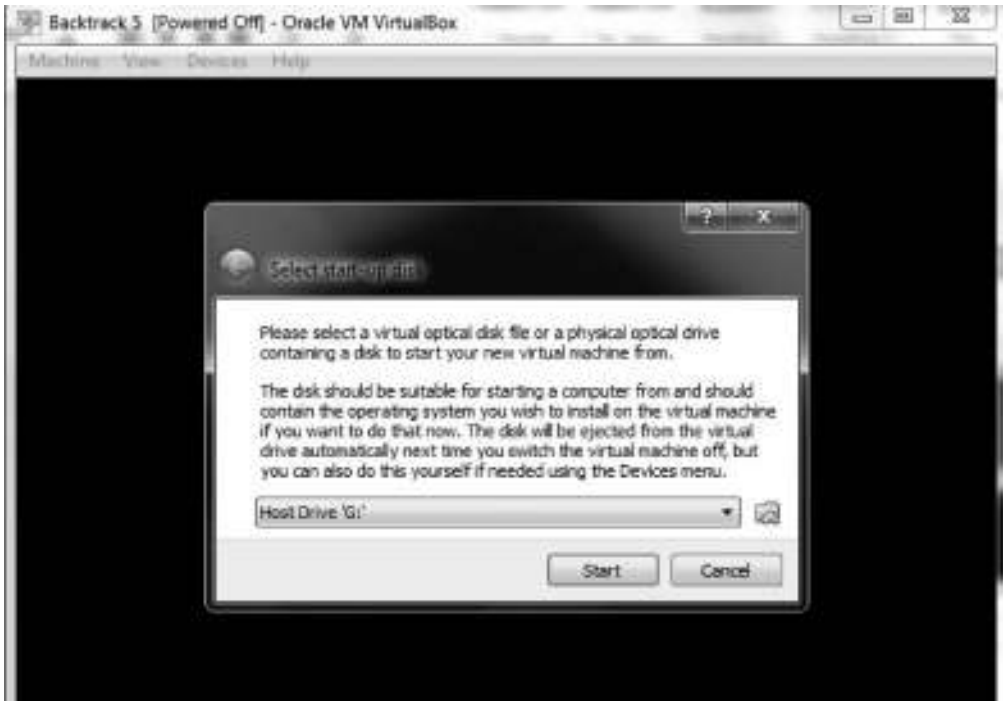 Backtrack 5 [Powered Off] - Oracle VM VirtualBox
Machine View Devices Help
? x
Select start-up disk
Please select a virtual optical disk file or a physical optical drive
containing a disk to start your new virtual machine from.
The disk should be suitable for starting a computer from and should
contain the operating system you wish to install on the virtual machine
if you want to do that now. The disk will be ejected from the virtual
drive automatically next time you switch the virtual machine off, but
you can also do this yourself if needed using the Devices menu.
Host Drive 'G:'
Start Cancel